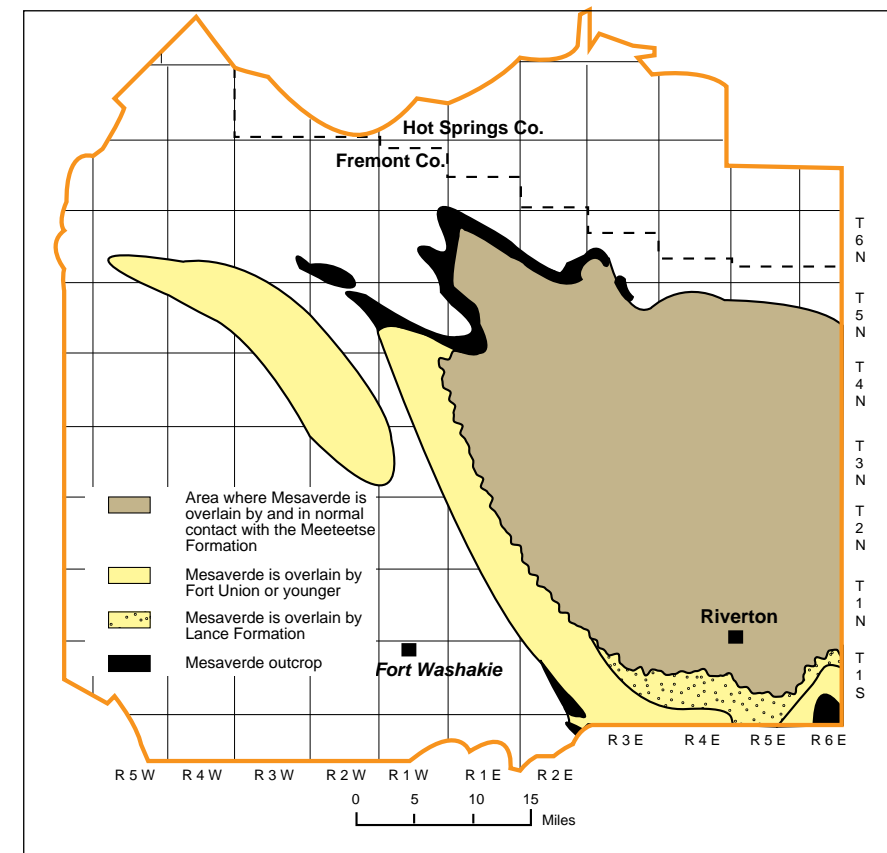 Hot Springs Co.
Fremont Co.
T
6
N
T
5
N
T
4
N
T
3
N
T
2
N
T
1
N
T
1
S
Area where Mesaverde is
overlain by and in normal
contact with the Meeteetse
Formation
Mesaverde is overlain by
Fort Union or younger
Mesaverde is overlain by
Lance Formation
Mesaverde outcrop
Riverton
Fort Washakie
R 3 E R 4 E R 5 E R 6 E
R 5 W R 4 W R 3 W R 2 W R 1 W R 1 E R 2 E
0 5 10 15
Miles